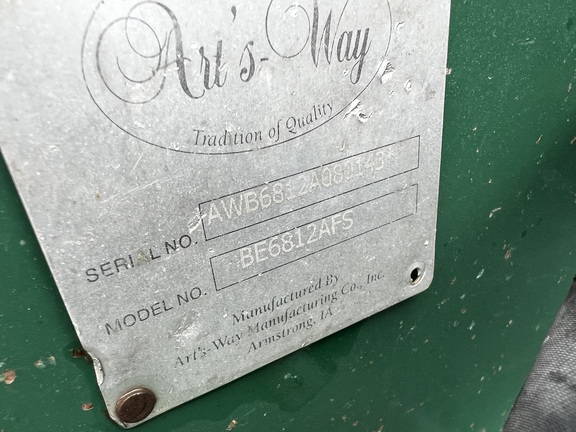 Art's-Way
Tradition of Quality
SERIAL NO. *AWB6812A080143*
MODEL NO. BE6812AFS
Manufactured By
Art's-Way Manufacturing Co., Inc.
Armstrong, IA